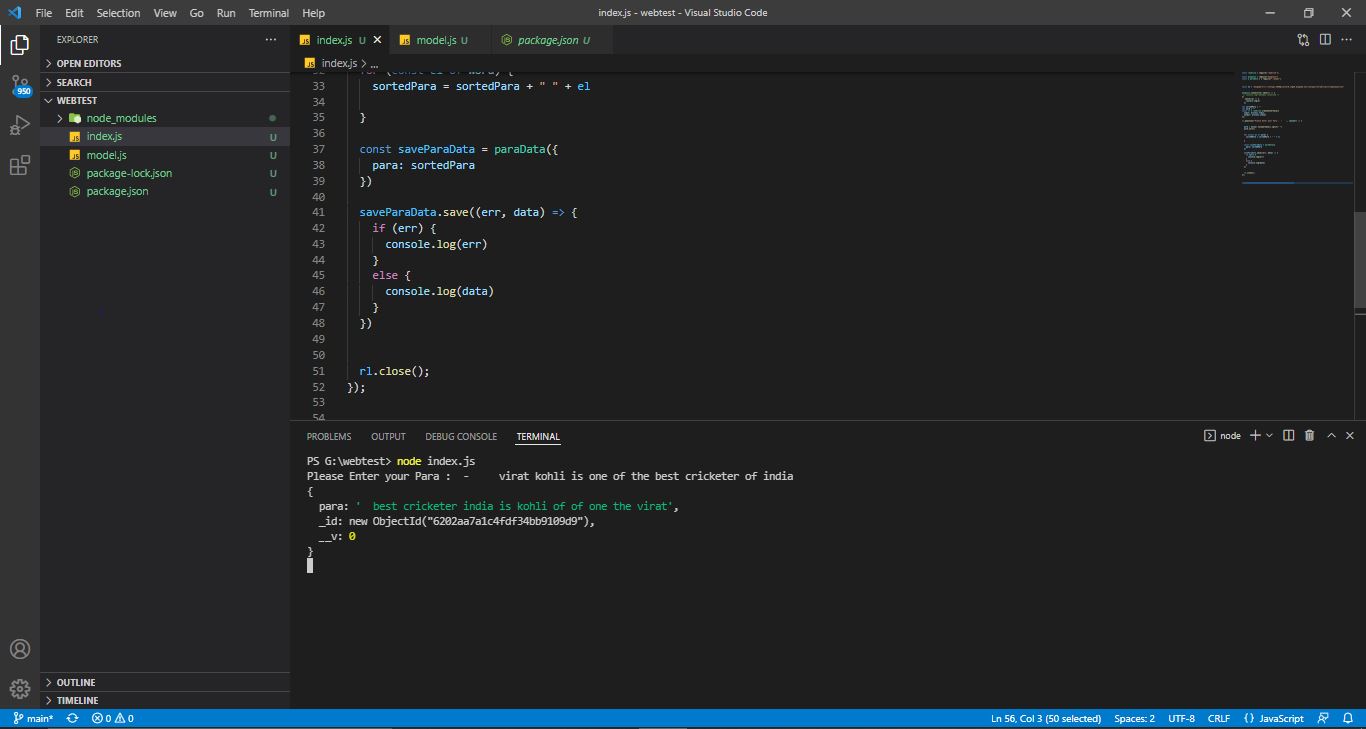 File Edit Selection View Go Run Terminal Help
index.js - webtest - Visual Studio Code
EXPLORER
OPEN EDITORS
SEARCH
WEBTEST
node_modules
index.js U
model.js U
package-lock.json U
package.json U
OUTLINE
TIMELINE
950
index.js U model.js U package.json U
index.js > ...
33 sortedPara = sortedPara + " " + el
34
35 }
36
37 const saveParaData = paraData({
38 para: sortedPara
39 })
40
41 saveParaData.save((err, data) => {
42 if (err) {
43 console.log(err)
44 }
45 else {
46 console.log(data)
47 }
48 })
49
50
51 rl.close();
52 });
53
54
PROBLEMS OUTPUT DEBUG CONSOLE TERMINAL
node
PS G:\webtest> node index.js
Please Enter your Para :  -     virat kohli is one of the best cricketer of india
{
  para: '  best cricketer india is kohli of of one the virat',
  _id: new ObjectId("6202aa7a1c4fdf34bb9109d9"),
  __v: 0
}
main* 0 0
Ln 56, Col 3 (50 selected) Spaces: 2 UTF-8 CRLF {} JavaScript